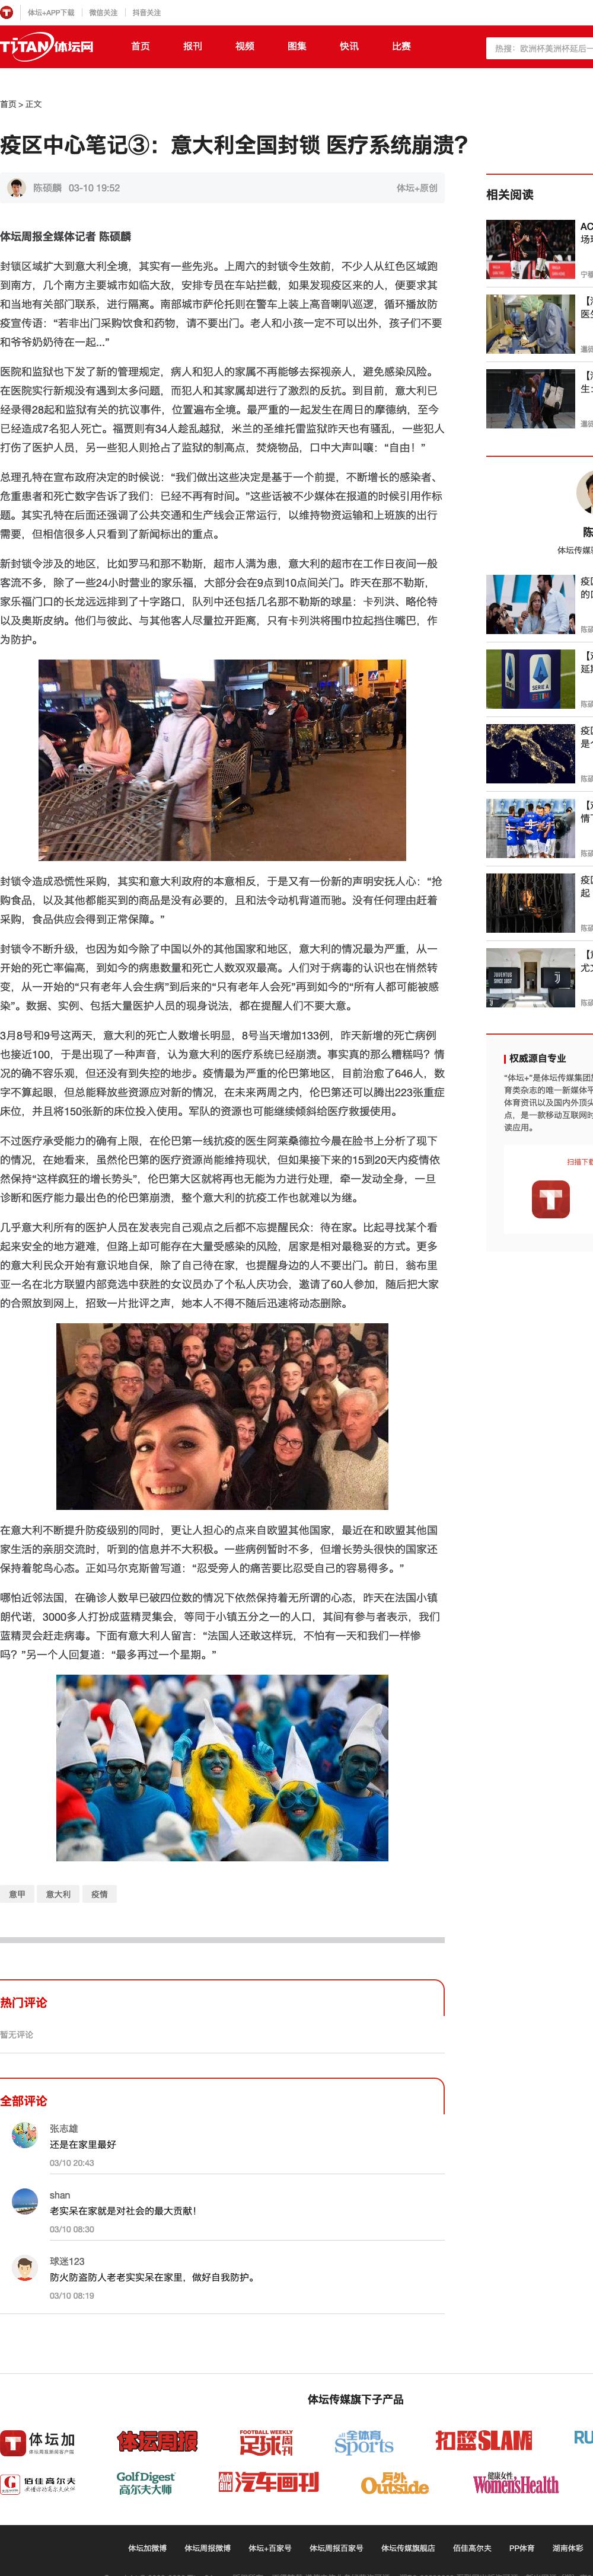 体坛+APP下载 微信关注 抖音关注
TITAN体坛网 首页 报刊 视频 图集 快讯 比赛 热搜：欧洲杯美洲杯延后一
首页 > 正文
疫区中心笔记③：意大利全国封锁 医疗系统崩溃？
陈硕麟 03-10 19:52 体坛+原创
体坛周报全媒体记者 陈硕麟
封锁区域扩大到意大利全境，其实有一些先兆。上周六的封锁令生效前，不少人从红色区域跑
到南方，几个南方主要城市如临大敌，安排专员在车站拦截，如果发现疫区来的人，便要求其
和当地有关部门联系，进行隔离。南部城市萨伦托则在警车上装上高音喇叭巡逻，循环播放防
疫宣传语：“若非出门采购饮食和药物，请不要出门。老人和小孩一定不可以出外，孩子们不要
和爷爷奶奶待在一起...”
医院和监狱也下发了新的管理规定，病人和犯人的家属不再能够去探视亲人，避免感染风险。
在医院实行新规没有遇到太多问题，而犯人和其家属却进行了激烈的反抗。到目前，意大利已
经录得28起和监狱有关的抗议事件，位置遍布全境。最严重的一起发生在周日的摩德纳，至今
已经造成7名犯人死亡。福贾则有34人趁乱越狱，米兰的圣维托雷监狱昨天也有骚乱，一些犯人
打伤了医护人员，另一些犯人则抢占了监狱的制高点，焚烧物品，口中大声叫嚷：“自由！”
总理孔特在宣布政府决定的时候说：“我们做出这些决定是基于一个前提，不断增长的感染者、
危重患者和死亡数字告诉了我们：已经不再有时间。”这些话被不少媒体在报道的时候引用作标
题。其实孔特在后面还强调了公共交通和生产线会正常运行，以维持物资运输和上班族的出行
需要，但相信很多人只看到了新闻标出的重点。
新封锁令涉及的地区，比如罗马和那不勒斯，超市人满为患，意大利的超市在工作日夜间一般
客流不多，除了一些24小时营业的家乐福，大部分会在9点到10点间关门。昨天在那不勒斯，
家乐福门口的长龙远远排到了十字路口，队列中还包括几名那不勒斯的球星：卡列洪、略伦特
以及奥斯皮纳。他们与彼此、与其他客人尽量拉开距离，只有卡列洪将围巾拉起挡住嘴巴，作
为防护。
封锁令造成恐慌性采购，其实和意大利政府的本意相反，于是又有一份新的声明安抚人心：“抢
购食品，以及其他都能买到的商品是没有必要的，且和法令动机背道而驰。没有任何理由赶着
采购，食品供应会得到正常保障。”
封锁令不断升级，也因为如今除了中国以外的其他国家和地区，意大利的情况最为严重，从一
开始的死亡率偏高，到如今的病患数量和死亡人数双双最高。人们对于病毒的认识也在悄然转
变，从一开始的“只有老年人会生病”到后来的“只有老年人会死”再到如今的“所有人都可能被感
染”。数据、实例、包括大量医护人员的现身说法，都在提醒人们不要大意。
3月8号和9号这两天，意大利的死亡人数增长明显，8号当天增加133例，昨天新增的死亡病例
也接近100，于是出现了一种声音，认为意大利的医疗系统已经崩溃。事实真的那么糟糕吗？情
况的确不容乐观，但还没有到失控的地步。疫情最为严重的伦巴第地区，目前治愈了646人，数
字不算起眼，但总能释放些资源应对新的情况，在未来两周之内，伦巴第还可以腾出223张重症
床位，并且将150张新的床位投入使用。军队的资源也可能继续倾斜给医疗救援使用。
不过医疗承受能力的确有上限，在伦巴第一线抗疫的医生阿莱桑德拉今晨在脸书上分析了现下
的情况，在她看来，虽然伦巴第的医疗资源尚能维持现状，但如果接下来的15到20天内疫情依
然保持“这样疯狂的增长势头”，伦巴第大区就将再也无能为力进行处理，牵一发动全身，一旦
诊断和医疗能力最出色的伦巴第崩溃，整个意大利的抗疫工作也就难以为继。
几乎意大利所有的医护人员在发表完自己观点之后都不忘提醒民众：待在家。比起寻找某个看
起来安全的地方避难，但路上却可能存在大量受感染的风险，居家是相对最稳妥的方式。更多
的意大利民众开始有意识地自保，除了自己待在家，也提醒身边的人不要出门。前日，翁布里
亚一名在北方联盟内部竞选中获胜的女议员办了个私人庆功会，邀请了60人参加，随后把大家
的合照放到网上，招致一片批评之声，她本人不得不随后迅速将动态删除。
在意大利不断提升防疫级别的同时，更让人担心的点来自欧盟其他国家，最近在和欧盟其他国
家生活的亲朋交流时，听到的信息并不大积极。一些病例暂时不多，但增长势头很快的国家还
保持着鸵鸟心态。正如马尔克斯曾写道：“忍受旁人的痛苦要比忍受自己的容易得多。”
哪怕近邻法国，在确诊人数早已破四位数的情况下依然保持着无所谓的心态，昨天在法国小镇
朗代诺，3000多人打扮成蓝精灵集会，等同于小镇五分之一的人口，其间有参与者表示，我们
蓝精灵会赶走病毒。下面有意大利人留言：“法国人还敢这样玩，不怕有一天和我们一样惨
吗？”另一个人回复道：“最多再过一个星期。”
意甲 意大利 疫情
热门评论
暂无评论
全部评论
张志雄
还是在家里最好
03/10 20:43
shan
老实呆在家就是对社会的最大贡献！
03/10 08:30
球迷123
防火防盗防人老老实实呆在家里，做好自我防护。
03/10 08:19
相关阅读
AC
场球
宁馨
医生
温凯
生
温凯
陈
体坛传媒
疫区
的
陈硕
延期
陈硕
疫区
是
陈硕
情
陈硕
疫区
起
陈硕
尤文
陈硕
权威源自专业
“体坛+”是体坛传媒集团
育类杂志的唯一新媒体平
体育资讯以及国内外顶尖
点，是一款移动互联网时
读应用。
扫描下载
体坛传媒旗下子产品
体坛加 体坛周报 FOOTBALL WEEKLY 足球周刊 全体育 Sports 扣篮SLAM RU
佰佳高尔夫 Golf Digest 高尔夫大师 汽车画刊 户外 Outside 健康女性 Women'sHealth
体坛加微博 体坛周报微博 体坛+百家号 体坛周报百家号 体坛传媒旗舰店 佰佳高尔夫 PP体育 湖南体彩